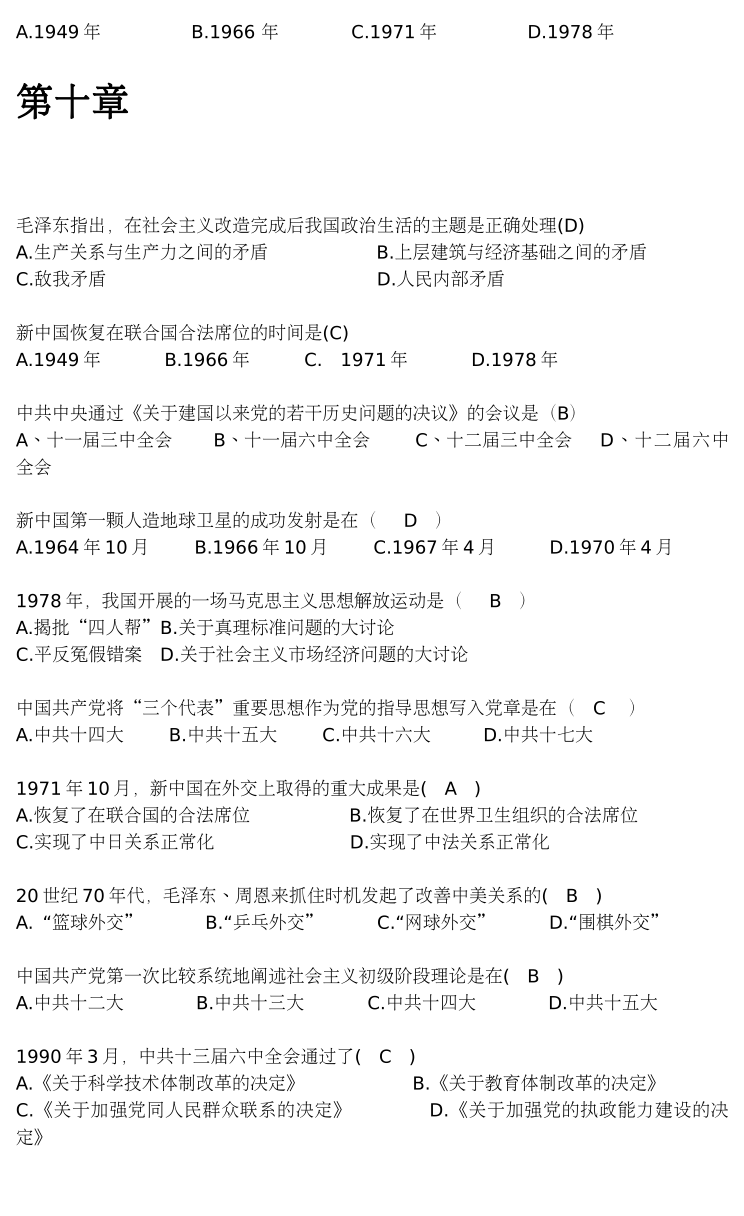 A.1949 年 B.1966 年 C.1971 年 D.1978 年
第十章
毛泽东指出，在社会主义改造完成后我国政治生活的主题是正确处理(D)
A.生产关系与生产力之间的矛盾 B.上层建筑与经济基础之间的矛盾
C.敌我矛盾 D.人民内部矛盾
新中国恢复在联合国合法席位的时间是(C)
A.1949 年 B.1966 年 C. 1971 年 D.1978 年
中共中央通过《关于建国以来党的若干历史问题的决议》的会议是（B）
A、十一届三中全会 B、十一届六中全会 C、十二届三中全会 D、十二届六中
全会
新中国第一颗人造地球卫星的成功发射是在（ D ）
A.1964 年 10 月 B.1966 年 10 月 C.1967 年 4 月 D.1970 年 4 月
1978 年，我国开展的一场马克思主义思想解放运动是（ B ）
A.揭批“四人帮” B.关于真理标准问题的大讨论
C.平反冤假错案 D.关于社会主义市场经济问题的大讨论
中国共产党将“三个代表”重要思想作为党的指导思想写入党章是在（ C ）
A.中共十四大 B.中共十五大 C.中共十六大 D.中共十七大
1971 年 10 月，新中国在外交上取得的重大成果是( A )
A.恢复了在联合国的合法席位 B.恢复了在世界卫生组织的合法席位
C.实现了中日关系正常化 D.实现了中法关系正常化
20 世纪 70 年代，毛泽东、周恩来抓住时机发起了改善中美关系的( B )
A. “篮球外交” B.“乒乓外交” C.“网球外交” D.“围棋外交”
中国共产党第一次比较系统地阐述社会主义初级阶段理论是在( B )
A.中共十二大 B.中共十三大 C.中共十四大 D.中共十五大
1990 年 3 月，中共十三届六中全会通过了( C )
A.《关于科学技术体制改革的决定》 B.《关于教育体制改革的决定》
C.《关于加强党同人民群众联系的决定》 D.《关于加强党的执政能力建设的决
定》